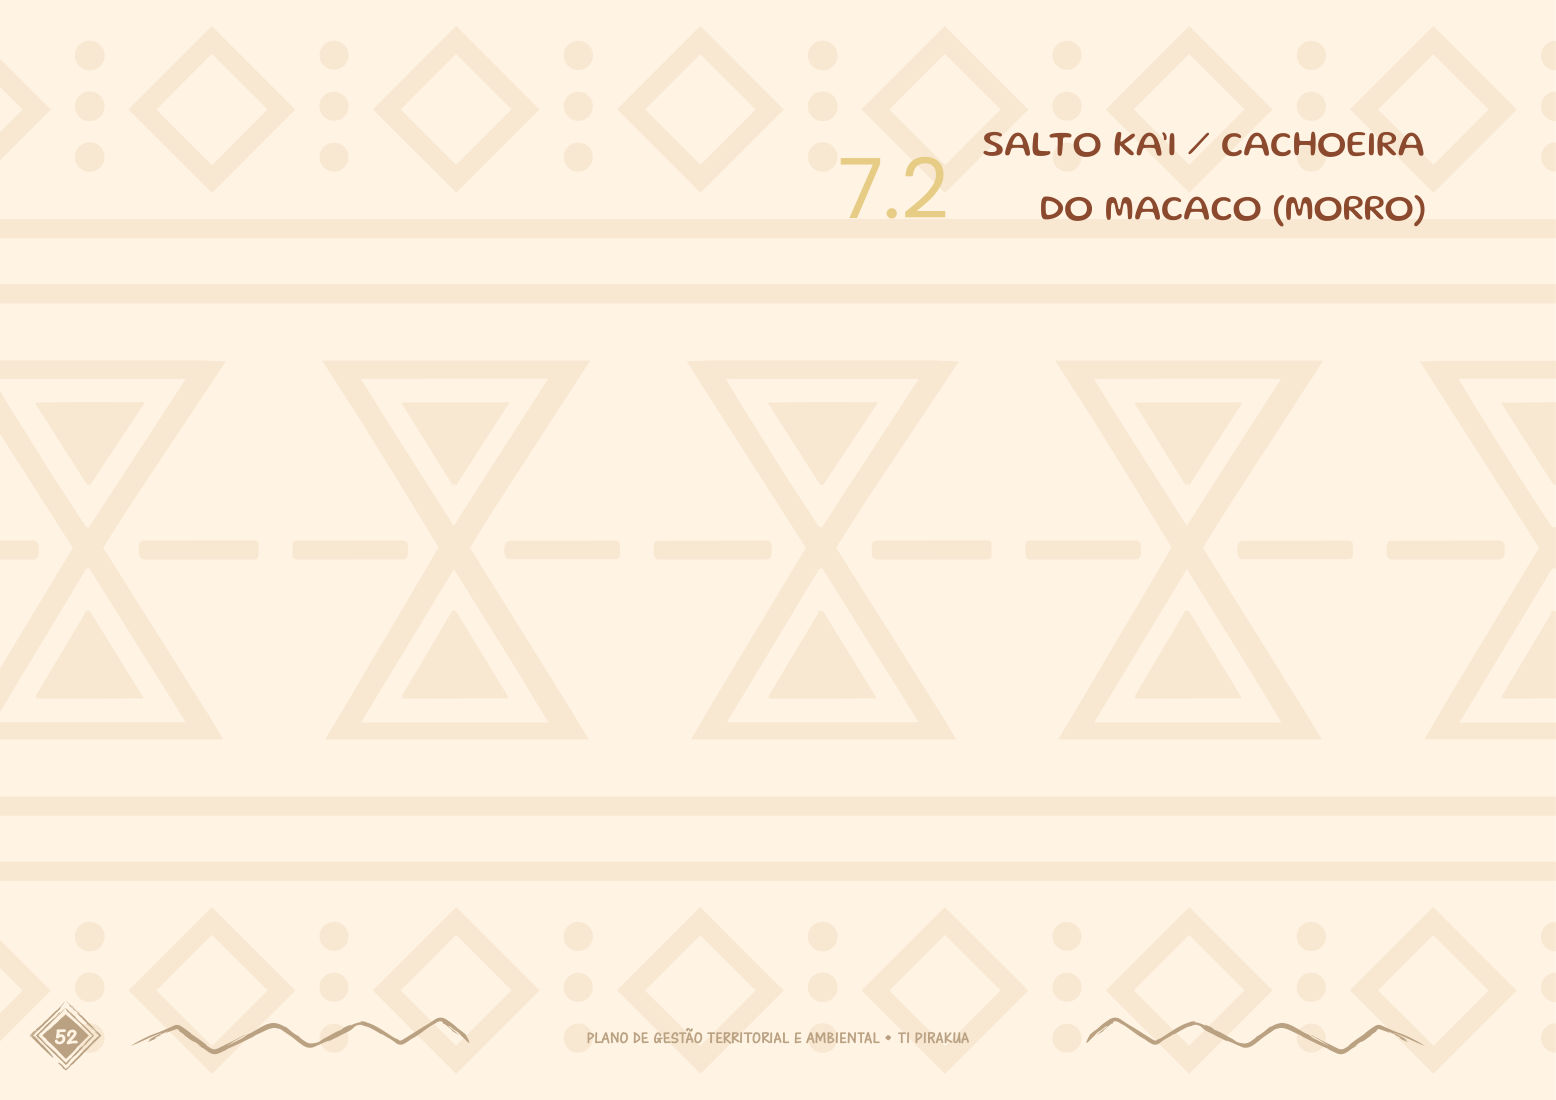 7.2
SALTO KA'I / CACHOEIRA
DO MACACO (MORRO)
52
PLANO DE GESTÃO TERRITORIAL E AMBIENTAL • TI PIRAKUA